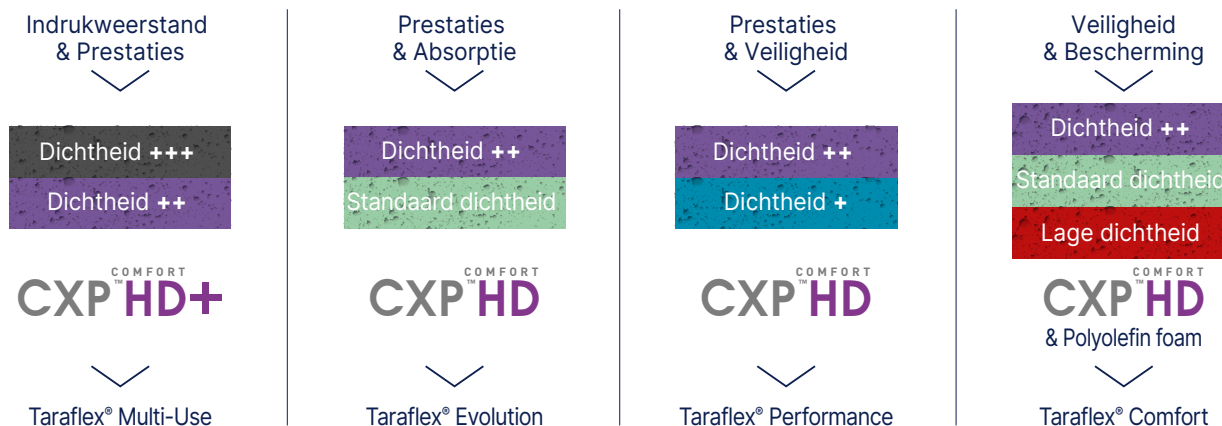 Indrukweerstand
& Prestaties
Dichtheid +++
Dichtheid ++
COMFORT
CXP™HD+
Taraflex® Multi-Use
Prestaties
& Absorptie
Dichtheid ++
Standaard dichtheid
COMFORT
CXP™HD
Taraflex® Evolution
Prestaties
& Veiligheid
Dichtheid ++
Dichtheid +
COMFORT
CXP™HD
Taraflex® Performance
Veiligheid
& Bescherming
Dichtheid ++
Standaard dichtheid
Lage dichtheid
COMFORT
CXP™HD
& Polyolefin foam
Taraflex® Comfort